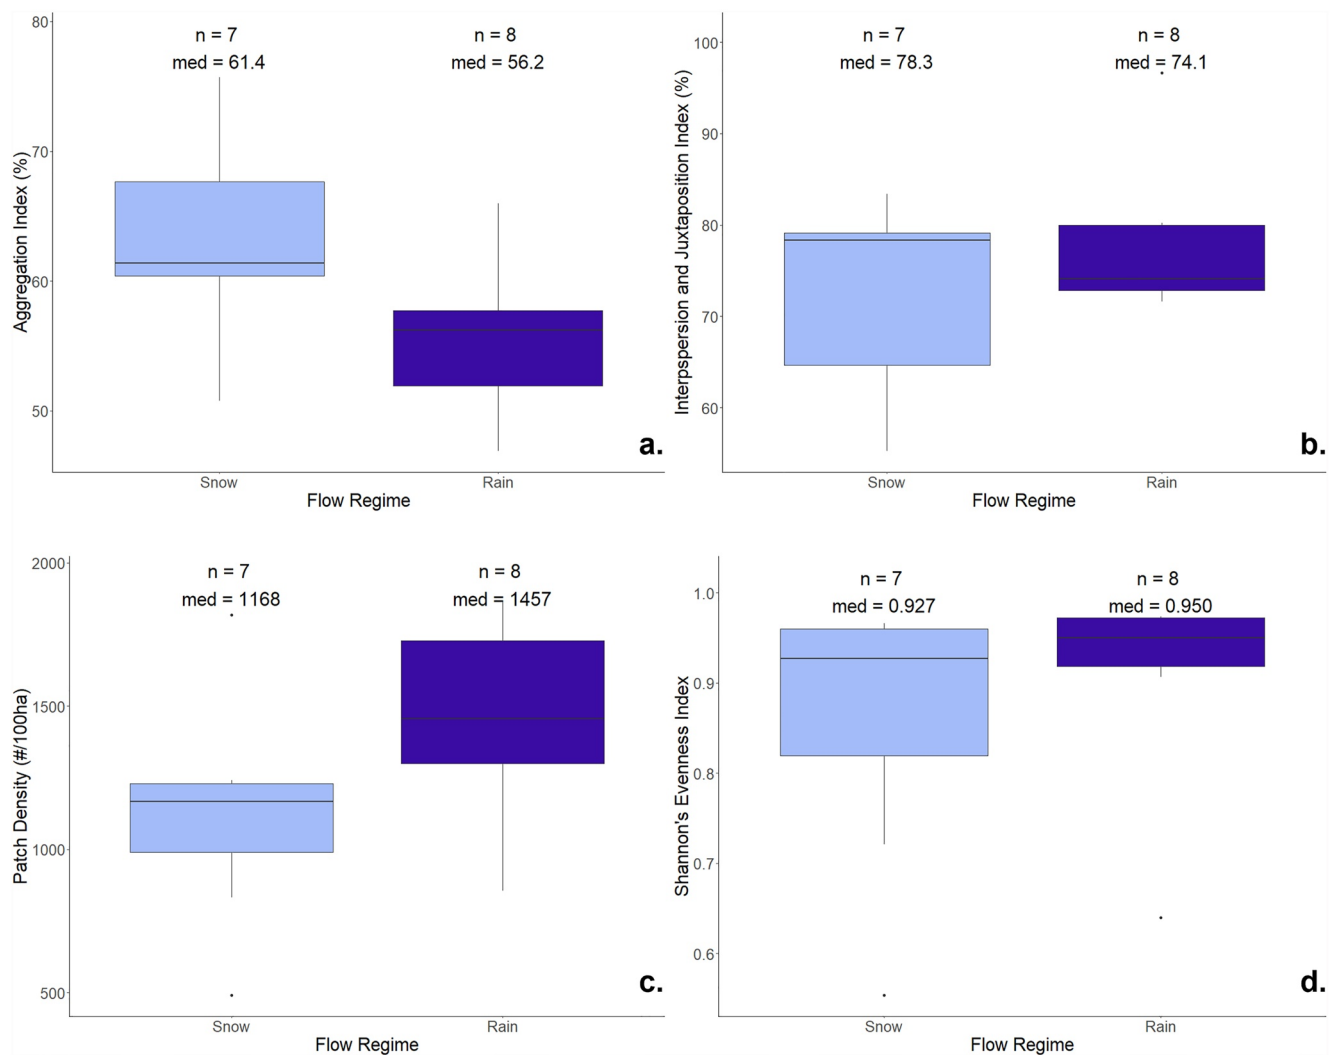 80
70
60
50
Aggregation Index (%)
n = 7
med = 61.4
n = 8
med = 56.2
a.
Snow
Rain
Flow Regime
100
90
80
70
60
Interpspersion and Juxtaposition Index (%)
n = 7
med = 78.3
n = 8
med = 74.1
b.
Snow
Rain
Flow Regime
2000
1500
1000
500
Patch Density (#/100ha)
n = 7
med = 1168
n = 8
med = 1457
c.
Snow
Rain
Flow Regime
1.0
0.9
0.8
0.7
0.6
Shannon's Evenness Index
n = 7
med = 0.927
n = 8
med = 0.950
d.
Snow
Rain
Flow Regime